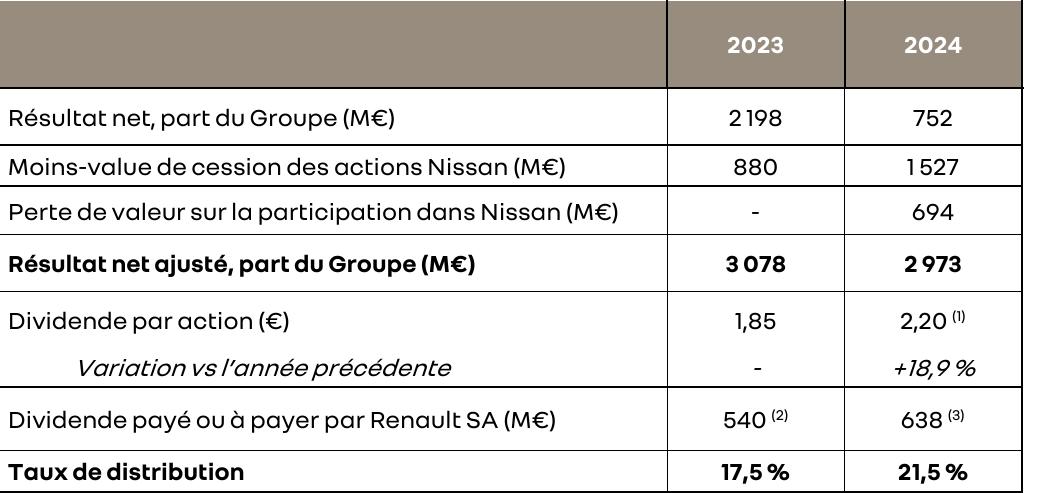 2023 2024
Résultat net, part du Groupe (M€) 2 198 752
Moins-value de cession des actions Nissan (M€) 880 1 527
Perte de valeur sur la participation dans Nissan (M€) - 694
Résultat net ajusté, part du Groupe (M€) 3 078 2 973
Dividende par action (€) 1,85 2,20 (1)
Variation vs l’année précédente - +18,9 %
Dividende payé ou à payer par Renault SA (M€) 540 (2) 638 (3)
Taux de distribution 17,5 % 21,5 %